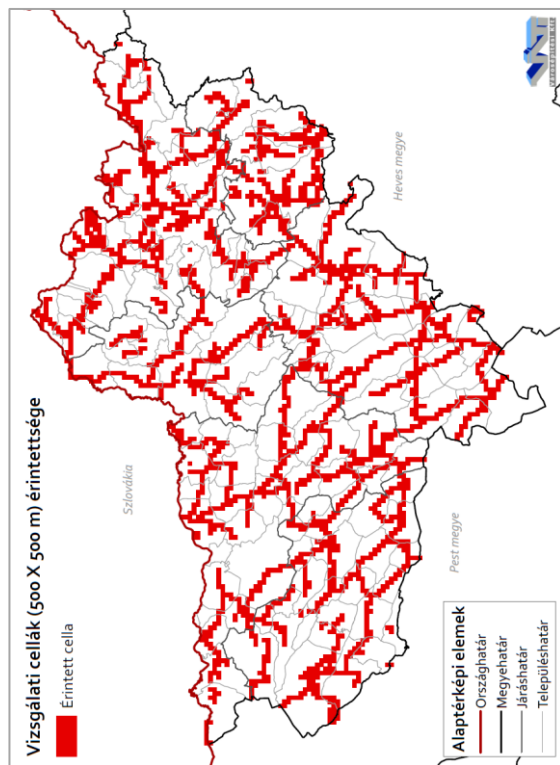 Vizsgálati cellák (500 X 500 m) érintettsége
Érintett cella
Szlovákia
Heves megye
Pest megye
Alaptérképi elemek
Országhatár
Megyehatár
Járáshatár
Településhatár